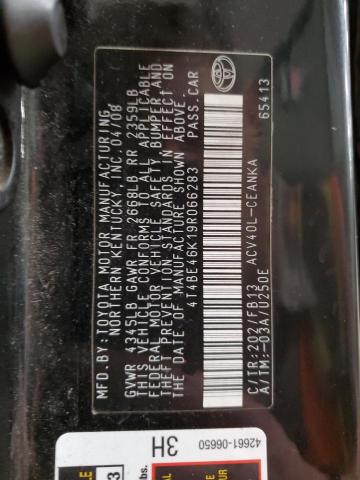 MFD.BY: TOYOTA MOTOR MANUFACTURING
NORTHERN KENTUCKY, INC. 04/08
GVWR 4345LB GAWR FR 2668LB RR 2359LB
THIS VEHICLE CONFORMS TO ALL APPLICABLE
FEDERAL MOTOR VEHICLE SAFETY, BUMPER, AND
THEFT PREVENTION STANDARDS IN EFFECT ON
THE DATE OF MANUFACTURE SHOWN ABOVE.
4T4BE46K19R066283 PASS.CAR
C/TR: 202/FB13 ACV40L-CEANKA
A/TM: -03A/U250E 65413
42661-06650
3H